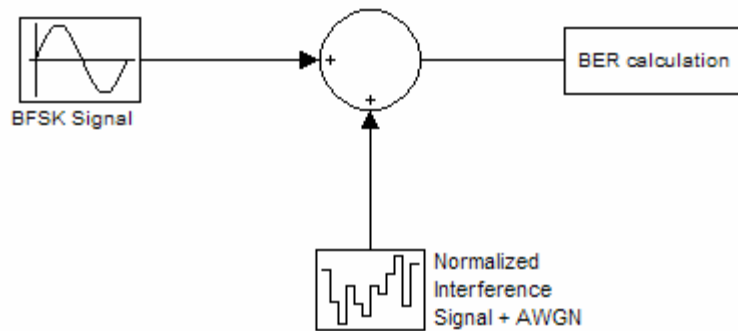 +
+
BER calculation
BFSK Signal
Normalized
Interference
Signal + AWGN